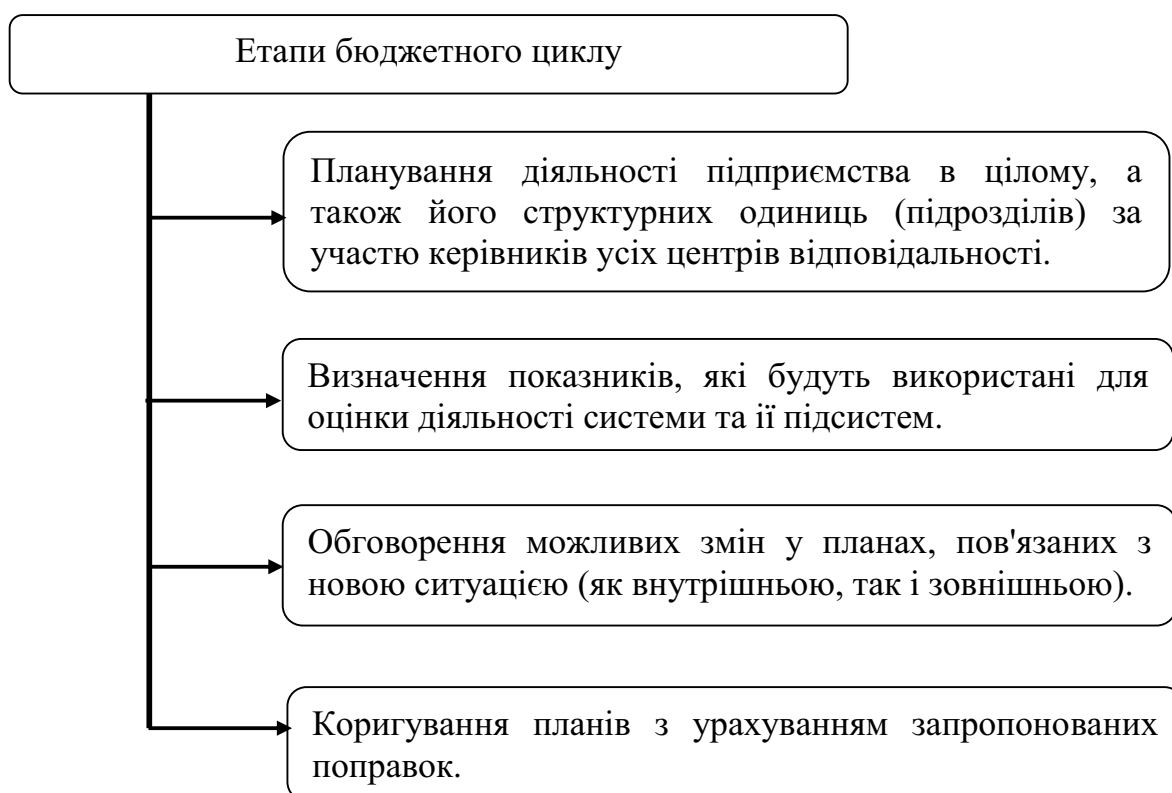 Етапи бюджетного циклу
Планування діяльності підприємства в цілому, а
також його структурних одиниць (підрозділів) за
участю керівників усіх центрів відповідальності.
Визначення показників, які будуть використані для
оцінки діяльності системи та ії підсистем.
Обговорення можливих змін у планах, пов'язаних з
новою ситуацією (як внутрішньою, так і зовнішньою).
Коригування планів з урахуванням запропонованих
поправок.